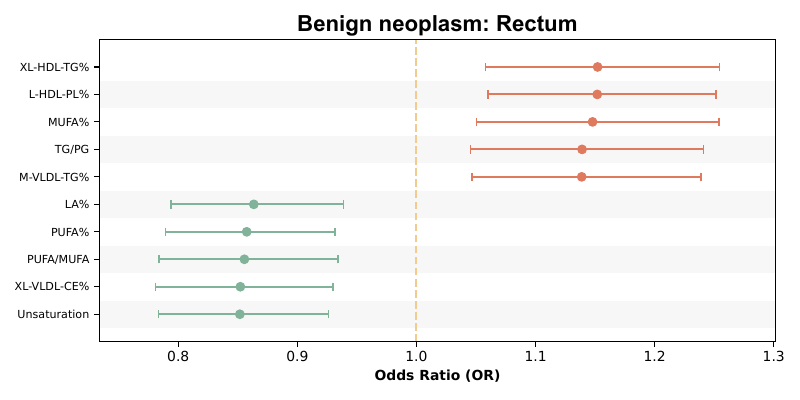 Benign neoplasm: Rectum
XL-HDL-TG%
L-HDL-PL%
MUFA%
TG/PG
M-VLDL-TG%
LA%
PUFA%
PUFA/MUFA
XL-VLDL-CE%
Unsaturation
0.8 0.9 1.0 1.1 1.2 1.3
Odds Ratio (OR)